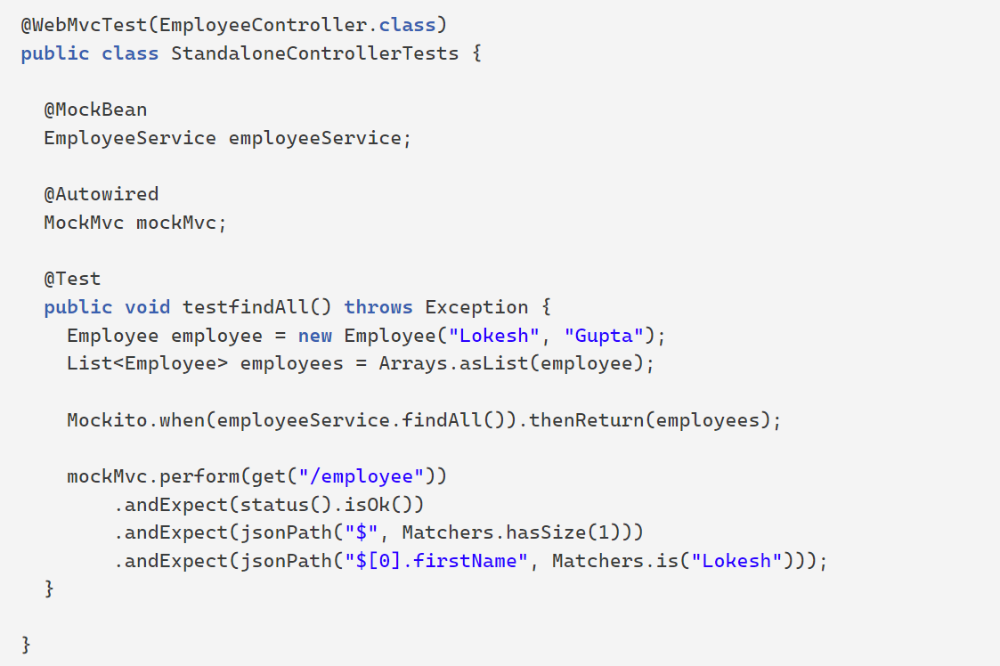 @WebMvcTest(EmployeeController.class)
public class StandaloneControllerTests {
@MockBean
EmployeeService employeeService;
@Autowired
MockMvc mockMvc;
@Test
public void testfindAll() throws Exception {
Employee employee = new Employee("Lokesh", "Gupta");
List<Employee> employees = Arrays.asList(employee);
Mockito.when(employeeService.findAll()).thenReturn(employees);
mockMvc.perform(get("/employee"))
.andExpect(status().isOk())
.andExpect(jsonPath("$", Matchers.hasSize(1)))
.andExpect(jsonPath("$[0].firstName", Matchers.is("Lokesh")));
}
}